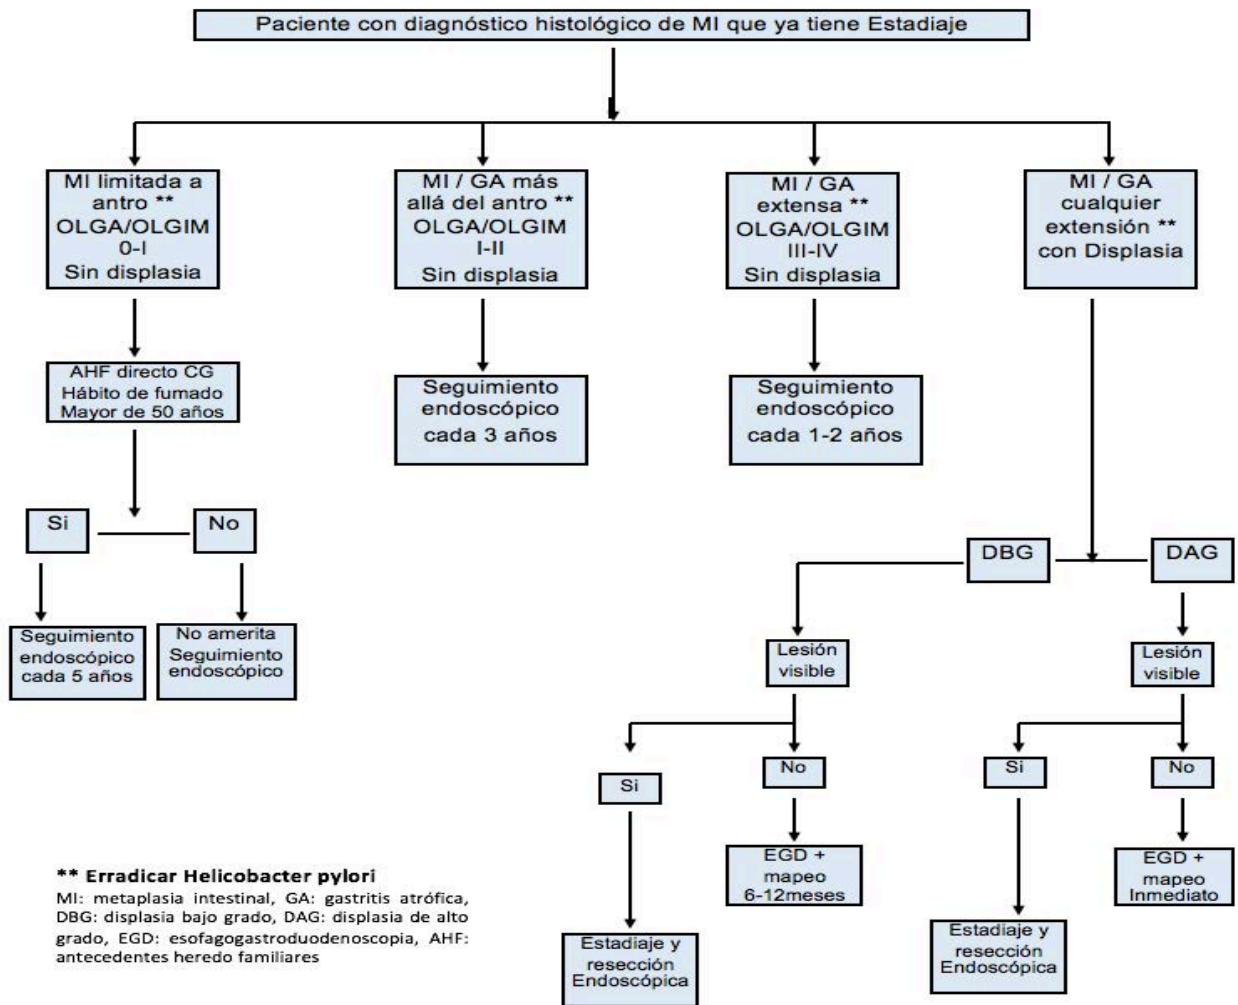 Paciente con diagnóstico histológico de MI que ya tiene Estadiaje
MI limitada a
antro **
OLGA/OLGIM
0-I
Sin displasia
MI / GA más
allá del antro **
OLGA/OLGIM
I-II
Sin displasia
MI / GA
extensa **
OLGA/OLGIM
III-IV
Sin displasia
MI / GA
cualquier
extensión **
con Displasia
AHF directo CG
Hábito de fumado
Mayor de 50 años
Seguimiento
endoscópico
cada 3 años
Seguimiento
endoscópico
cada 1-2 años
Si
No
DBG
DAG
Seguimiento
endoscópico
cada 5 años
No amerita
Seguimiento
endoscópico
Lesión
visible
Lesión
visible
Si
No
Si
No
EGD +
mapeo
6-12meses
EGD +
mapeo
Inmediato
Estadiaje y
resección
Endoscópica
Estadiaje y
resección
Endoscópica
** Erradicar Helicobacter pylori
MI: metaplasia intestinal, GA: gastritis atrófica,
DBG: displasia bajo grado, DAG: displasia de alto
grado, EGD: esofagogastroduodenoscopia, AHF:
antecedentes heredo familiares